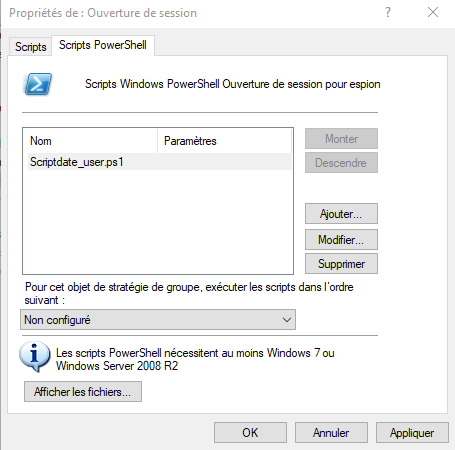 Propriétés de : Ouverture de session
Scripts
Scripts PowerShell
Scripts Windows PowerShell Ouverture de session pour espion
Nom
Paramètres
Scriptdate_user.ps1
Monter
Descendre
Ajouter...
Modifier...
Supprimer
Pour cet objet de stratégie de groupe, exécuter les scripts dans l'ordre
suivant :
Non configuré
Les scripts PowerShell nécessitent au moins Windows 7 ou
Windows Server 2008 R2
Afficher les fichiers...
OK
Annuler
Appliquer